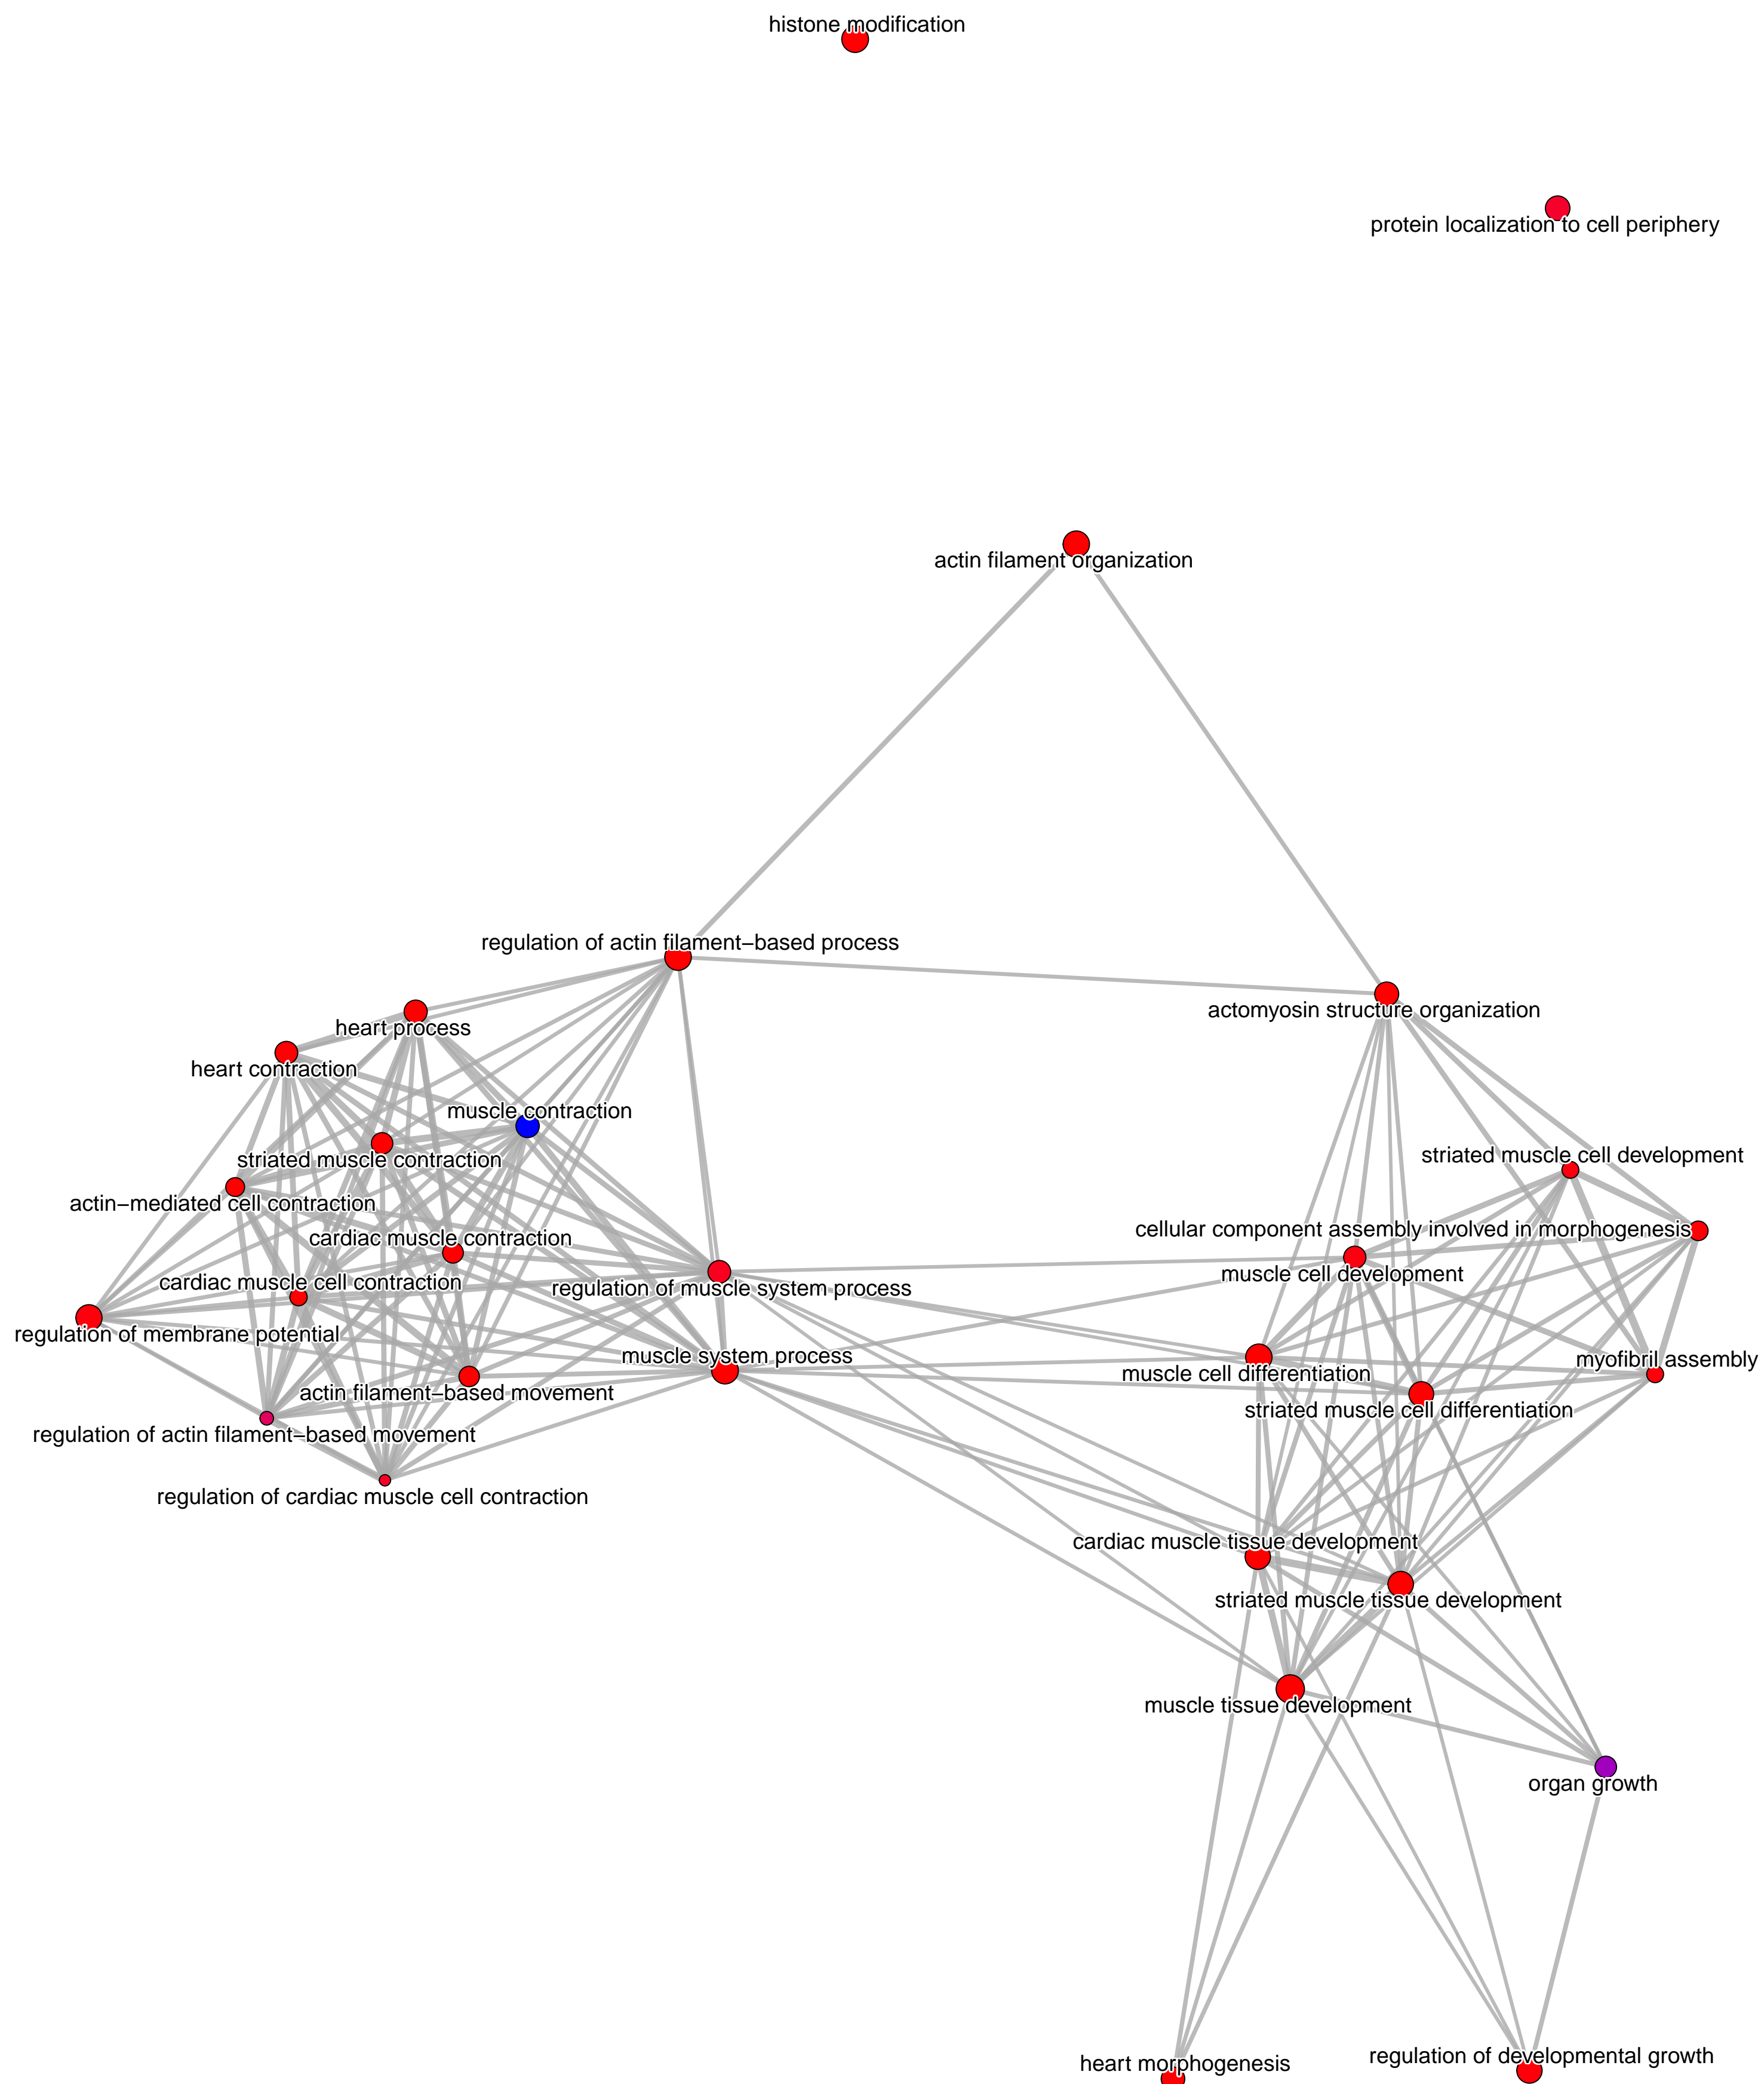 histone modification
protein localization to cell periphery
actin filament organization
regulation of actin filament−based process
actomyosin structure organization
heart process
heart contraction
muscle contraction
striated muscle contraction
striated muscle cell development
actin−mediated cell contraction
cellular component assembly involved in morphogenesis
cardiac muscle contraction
muscle cell development
cardiac muscle cell contraction
regulation of muscle system process
regulation of membrane potential
muscle system process
myofibril assembly
muscle cell differentiation
actin filament−based movement
striated muscle cell differentiation
regulation of actin filament−based movement
regulation of cardiac muscle cell contraction
cardiac muscle tissue development
striated muscle tissue development
muscle tissue development
organ growth
regulation of developmental growth
heart morphogenesis